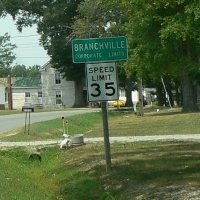 BRANCHVILLE
CORPORATE LIMITS
SPEED
LIMIT
35